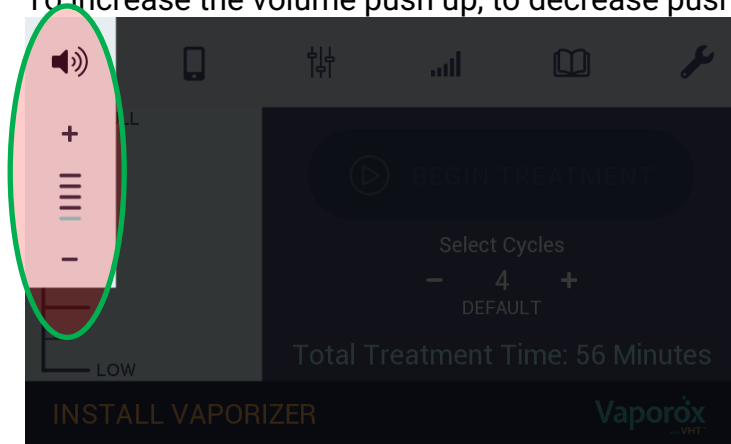 To increase the volume push up, to decrease push
+
LL
BEGIN TREATMENT
Select Cycles
−
− 4 +
DEFAULT
Total Treatment Time: 56 Minutes
LOW
INSTALL VAPORIZER
Vaporox
VHT